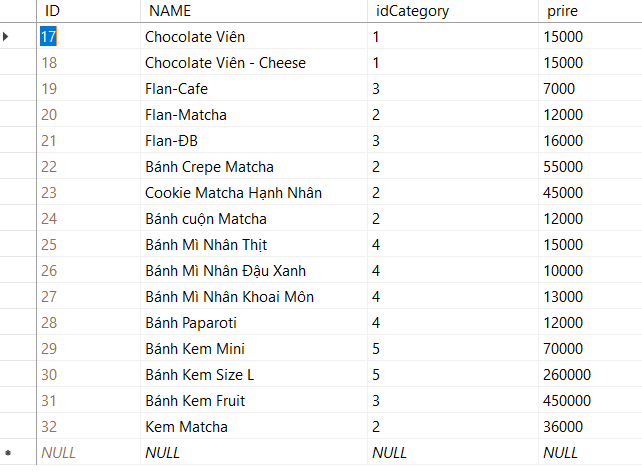 ID NAME idCategory prire
17 Chocolate Viên 1 15000
18 Chocolate Viên - Cheese 1 15000
19 Flan-Cafe 3 7000
20 Flan-Matcha 2 12000
21 Flan-ĐB 3 16000
22 Bánh Crepe Matcha 2 55000
23 Cookie Matcha Hạnh Nhân 2 45000
24 Bánh cuộn Matcha 2 12000
25 Bánh Mì Nhân Thịt 4 15000
26 Bánh Mì Nhân Đậu Xanh 4 10000
27 Bánh Mì Nhân Khoai Môn 4 13000
28 Bánh Paparoti 4 12000
29 Bánh Kem Mini 5 70000
30 Bánh Kem Size L 5 260000
31 Bánh Kem Fruit 3 450000
32 Kem Matcha 2 36000
NULL NULL NULL NULL